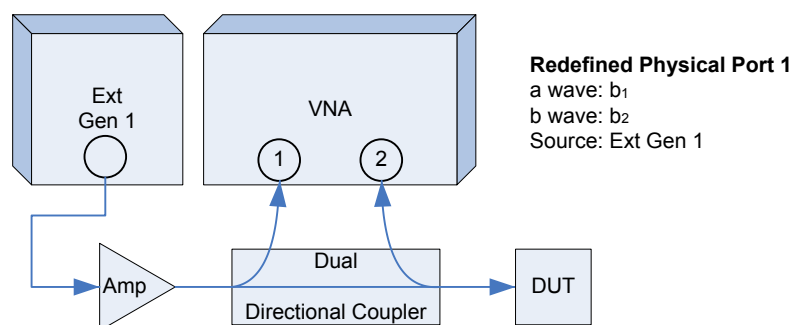 Ext
Gen 1
VNA
1
2
Redefined Physical Port 1
a wave: b₁
b wave: b₂
Source: Ext Gen 1
Amp
Dual
Directional Coupler
DUT